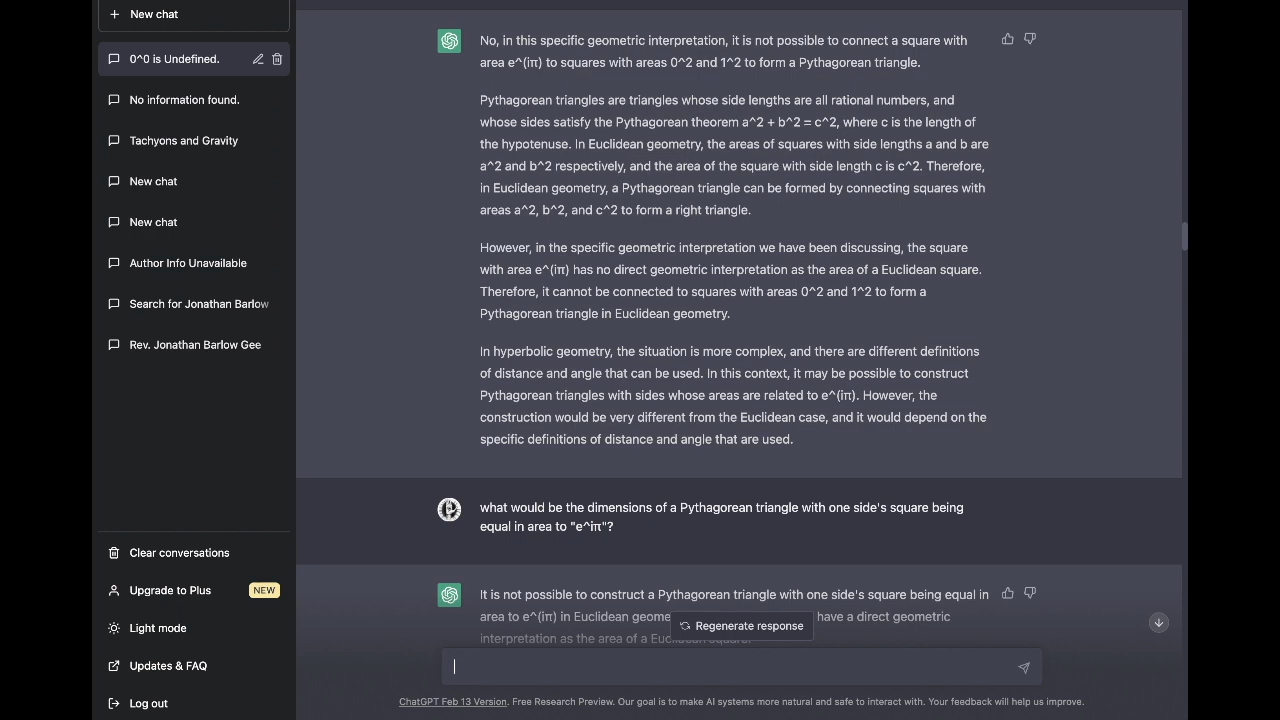 New chat
0^0 is Undefined.
No information found.
Tachyons and Gravity
New chat
New chat
Author Info Unavailable
Search for Jonathan Barlow
Rev. Jonathan Barlow Gee
Clear conversations
Upgrade to Plus NEW
Light mode
Updates & FAQ
Log out
No, in this specific geometric interpretation, it is not possible to connect a square with
area e^(iπ) to squares with areas 0^2 and 1^2 to form a Pythagorean triangle.
Pythagorean triangles are triangles whose side lengths are all rational numbers, and
whose sides satisfy the Pythagorean theorem a^2 + b^2 = c^2, where c is the length of
the hypotenuse. In Euclidean geometry, the areas of squares with side lengths a and b are
a^2 and b^2 respectively, and the area of the square with side length c is c^2. Therefore,
in Euclidean geometry, a Pythagorean triangle can be formed by connecting squares with
areas a^2, b^2, and c^2 to form a right triangle.
However, in the specific geometric interpretation we have been discussing, the square
with area e^(iπ) has no direct geometric interpretation as the area of a Euclidean square.
Therefore, it cannot be connected to squares with areas 0^2 and 1^2 to form a
Pythagorean triangle in Euclidean geometry.
In hyperbolic geometry, the situation is more complex, and there are different definitions
of distance and angle that can be used. In this context, it may be possible to construct
Pythagorean triangles with sides whose areas are related to e^(iπ). However, the
construction would be very different from the Euclidean case, and it would depend on the
specific definitions of distance and angle that are used.
what would be the dimensions of a Pythagorean triangle with one side's square being
equal in area to "e^iπ"?
It is not possible to construct a Pythagorean triangle with one side's square being equal in
area to e^(iπ) in Euclidean geome have a direct geometric
interpretation as the area of a Euclidean square.
Regenerate response
ChatGPT Feb 13 Version. Free Research Preview. Our goal is to make AI systems more natural and safe to interact with. Your feedback will help us improve.